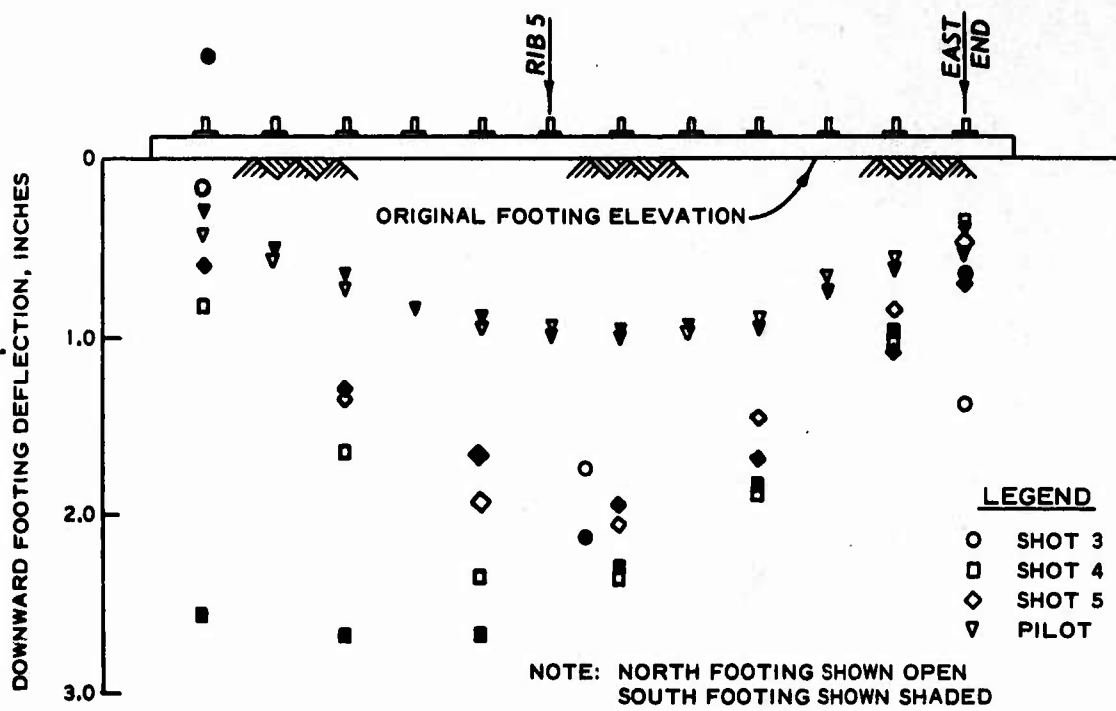 RIB 5
EAST
END
0
ORIGINAL FOOTING ELEVATION
DOWNWARD FOOTING DEFLECTION, INCHES
1.0
2.0
3.0
LEGEND
SHOT 3
SHOT 4
SHOT 5
PILOT
NOTE: NORTH FOOTING SHOWN OPEN
SOUTH FOOTING SHOWN SHADED